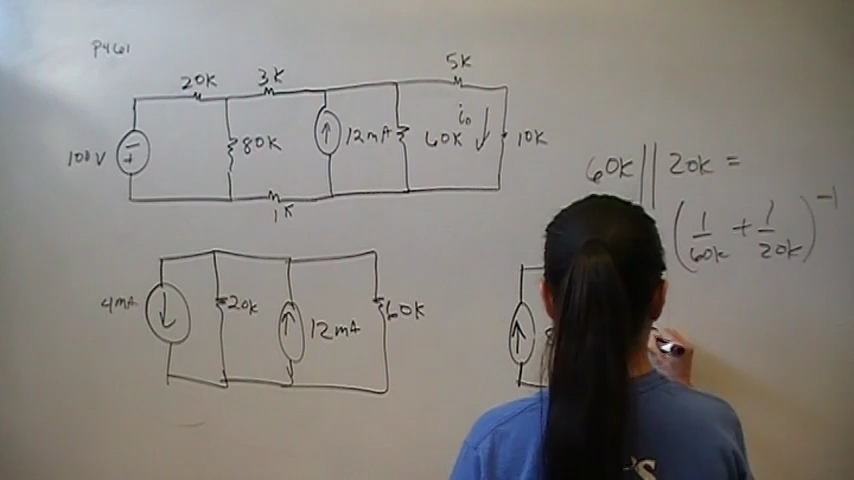 P4.61
5K
20K 3K
100V - + 80K 12mA 60K i₀ 10K
1K
60K || 20K =
(1/60K + 1/20K)⁻¹
4mA 20K 12mA 60K
8
'S